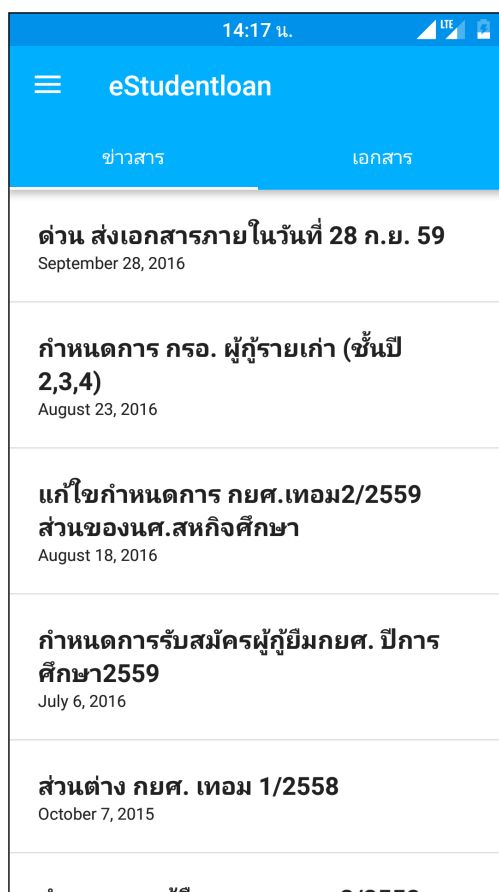 14:17 น.
LTE
eStudentloan
ข่าวสาร
เอกสาร
ด่วน ส่งเอกสารภายในวันที่ 28 ก.ย. 59
September 28, 2016
กำหนดการ กรอ. ผู้กู้รายเก่า (ชั้นปี
2,3,4)
August 23, 2016
แก้ไขกำหนดการ กยศ.เทอม2/2559
ส่วนของนศ.สหกิจศึกษา
August 18, 2016
กำหนดการรับสมัครผู้กู้ยืมกยศ. ปีการ
ศึกษา2559
July 6, 2016
ส่วนต่าง กยศ. เทอม 1/2558
October 7, 2015